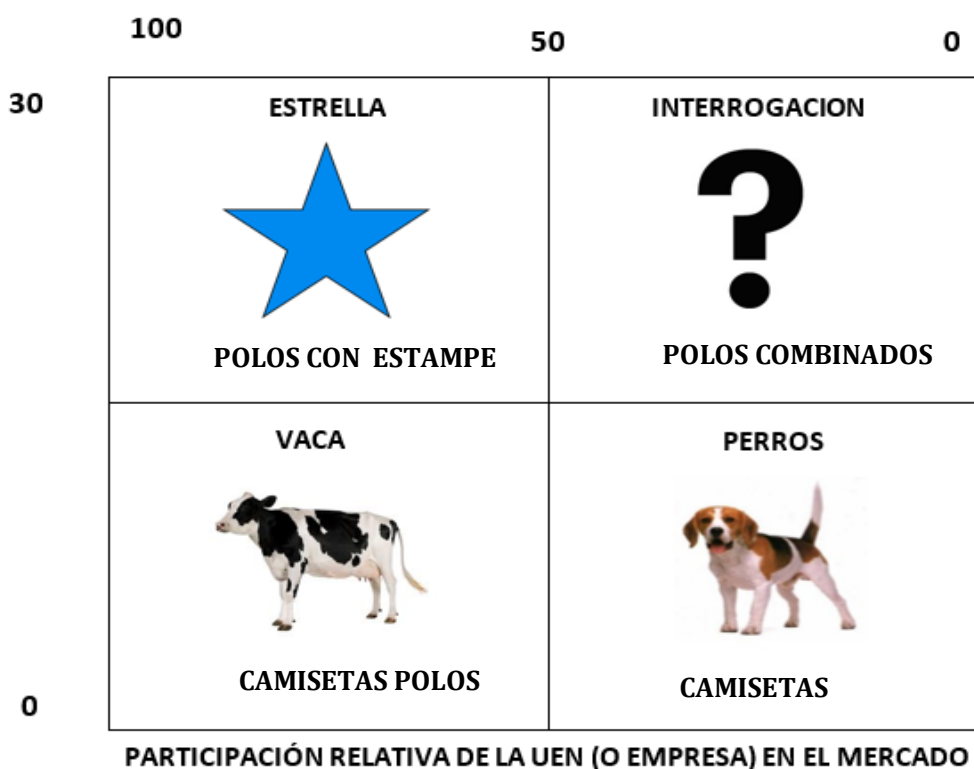 100 50 0
30
ESTRELLA INTERROGACION
?
POLOS CON ESTAMPE POLOS COMBINADOS
VACA PERROS
CAMISETAS POLOS CAMISETAS
0
PARTICIPACIÓN RELATIVA DE LA UEN (O EMPRESA) EN EL MERCADO